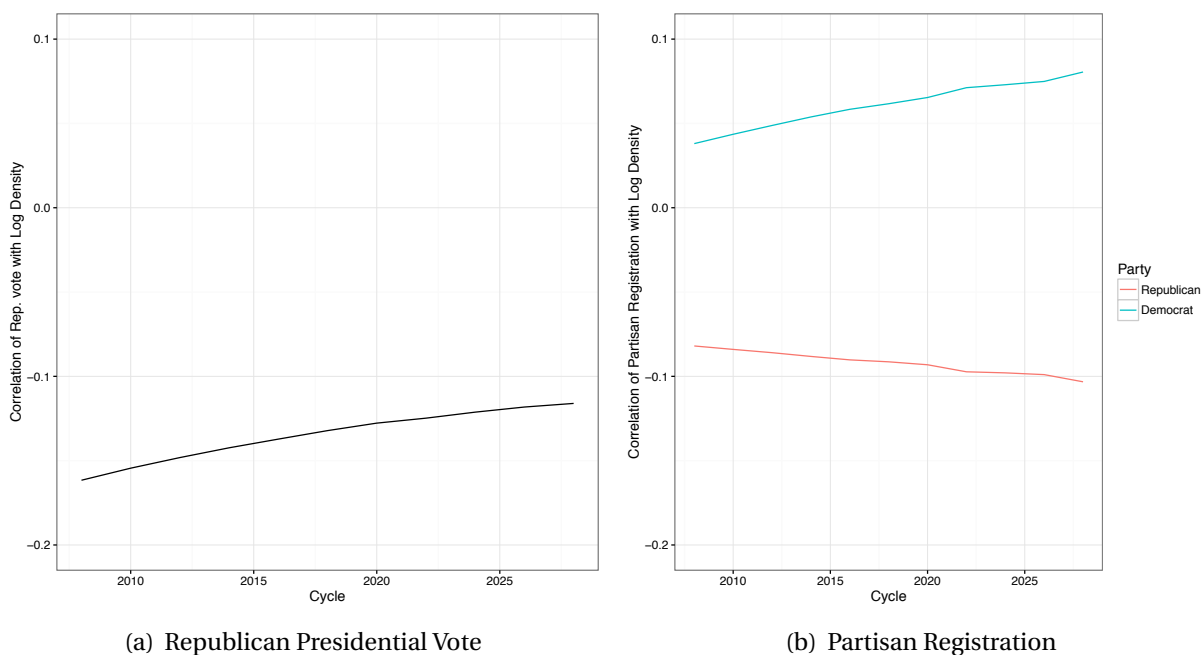 0.1
0.0
−0.1
−0.2
Correlation of Rep. vote with Log Density
2010
2015
2020
2025
Cycle
(a) Republican Presidential Vote
0.1
0.0
−0.1
−0.2
Correlation of Partisan Registration with Log Density
2010
2015
2020
2025
Cycle
Party
Republican
Democrat
(b) Partisan Registration